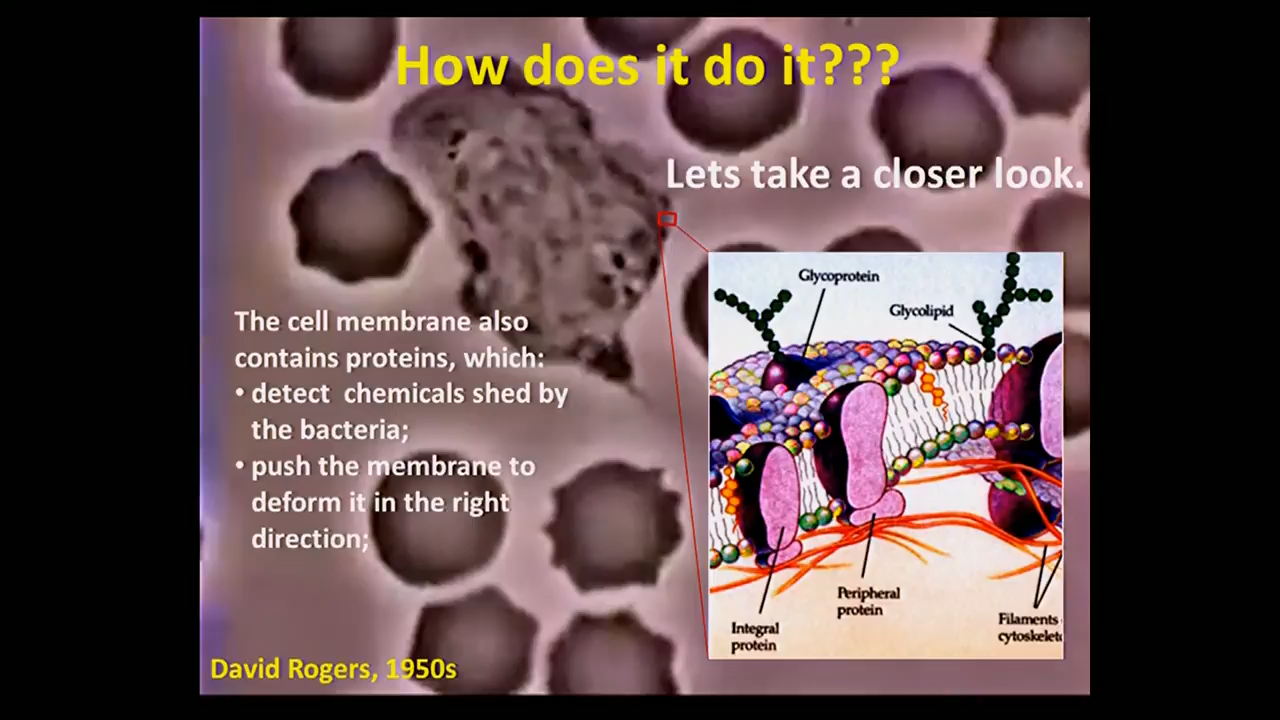 How does it do it???
Lets take a closer look.
The cell membrane also
contains proteins, which:
• detect chemicals shed by
the bacteria;
• push the membrane to
deform it in the right
direction;
David Rogers, 1950s
Glycoprotein
Glycolipid
Peripheral
protein
Integral
protein
Filaments
cytoskelet